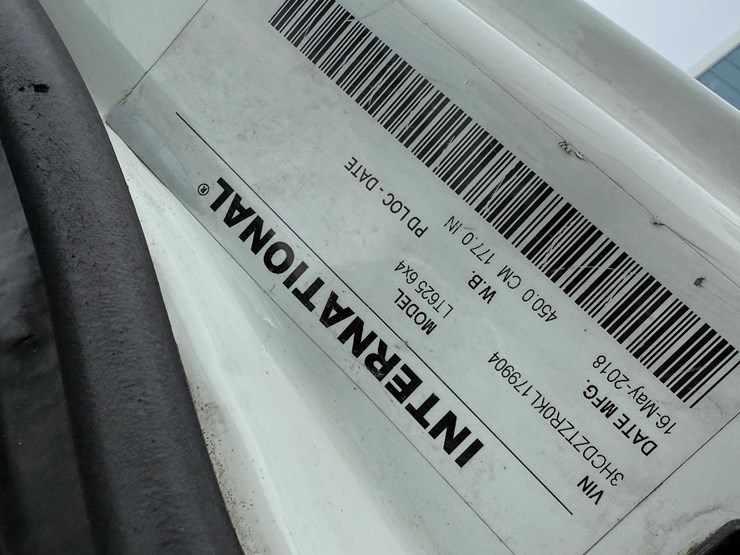 INTERNATIONAL®
VIN
3HCDZTZR0KL179904
MODEL
LT625 6x4
DATE MFG.
16-May-2018
W.B.
450.0 CM 177.0 IN
PD LOC - DATE